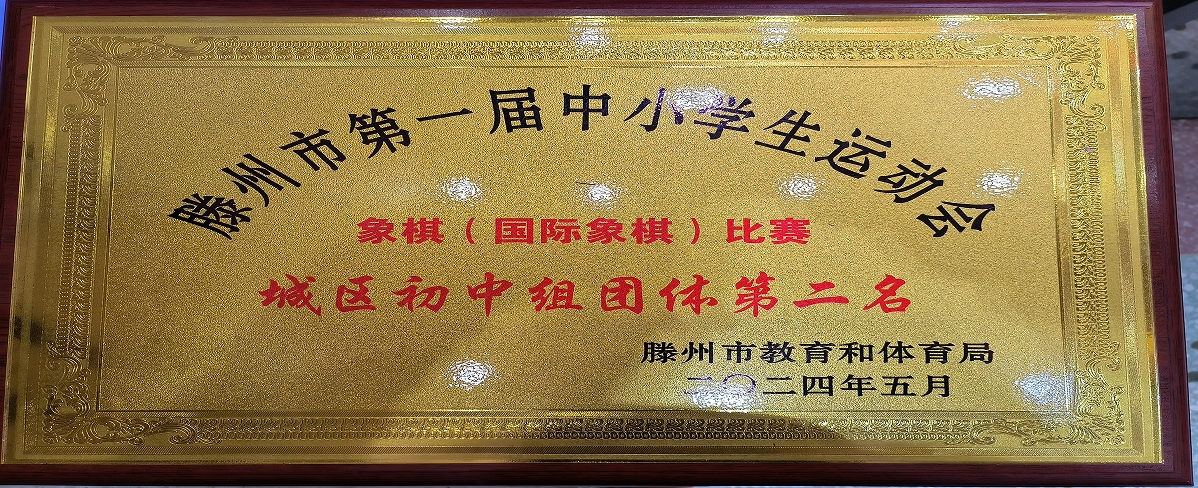 滕州市第一届中小学生运动会
象棋（国际象棋）比赛
城区初中组团体第二名
滕州市教育和体育局
二〇二四年五月